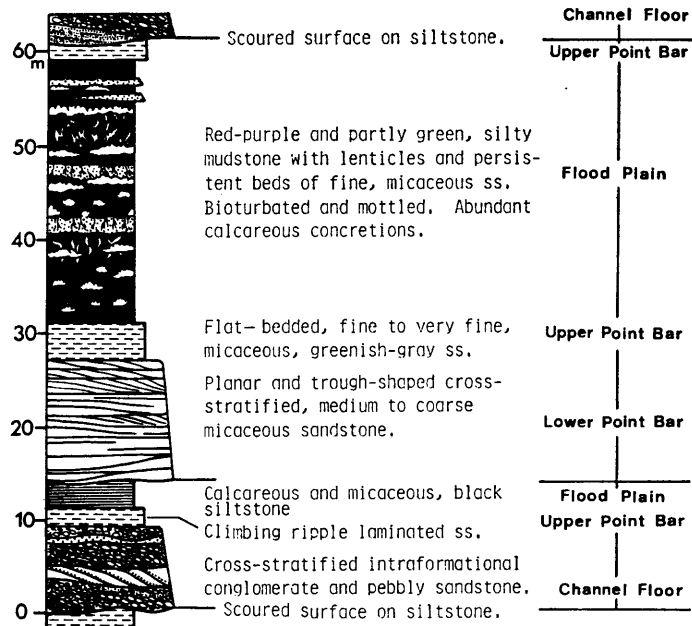 Channel Floor
60
m
Scoured surface on siltstone.
Upper Point Bar
50
Red-purple and partly green, silty
mudstone with lenticles and persis-
tent beds of fine, micaceous ss.
Bioturbated and mottled. Abundant
calcareous concretions.
Flood Plain
40
30
Flat-bedded, fine to very fine,
micaceous, greenish-gray ss.
Upper Point Bar
Planar and trough-shaped cross-
stratified, medium to coarse
micaceous sandstone.
20
Lower Point Bar
Calcareous and micaceous, black
siltstone
Flood Plain
10
Climbing ripple laminated ss.
Upper Point Bar
Cross-stratified intraformational
conglomerate and pebbly sandstone.
Channel Floor
0
Scoured surface on siltstone.